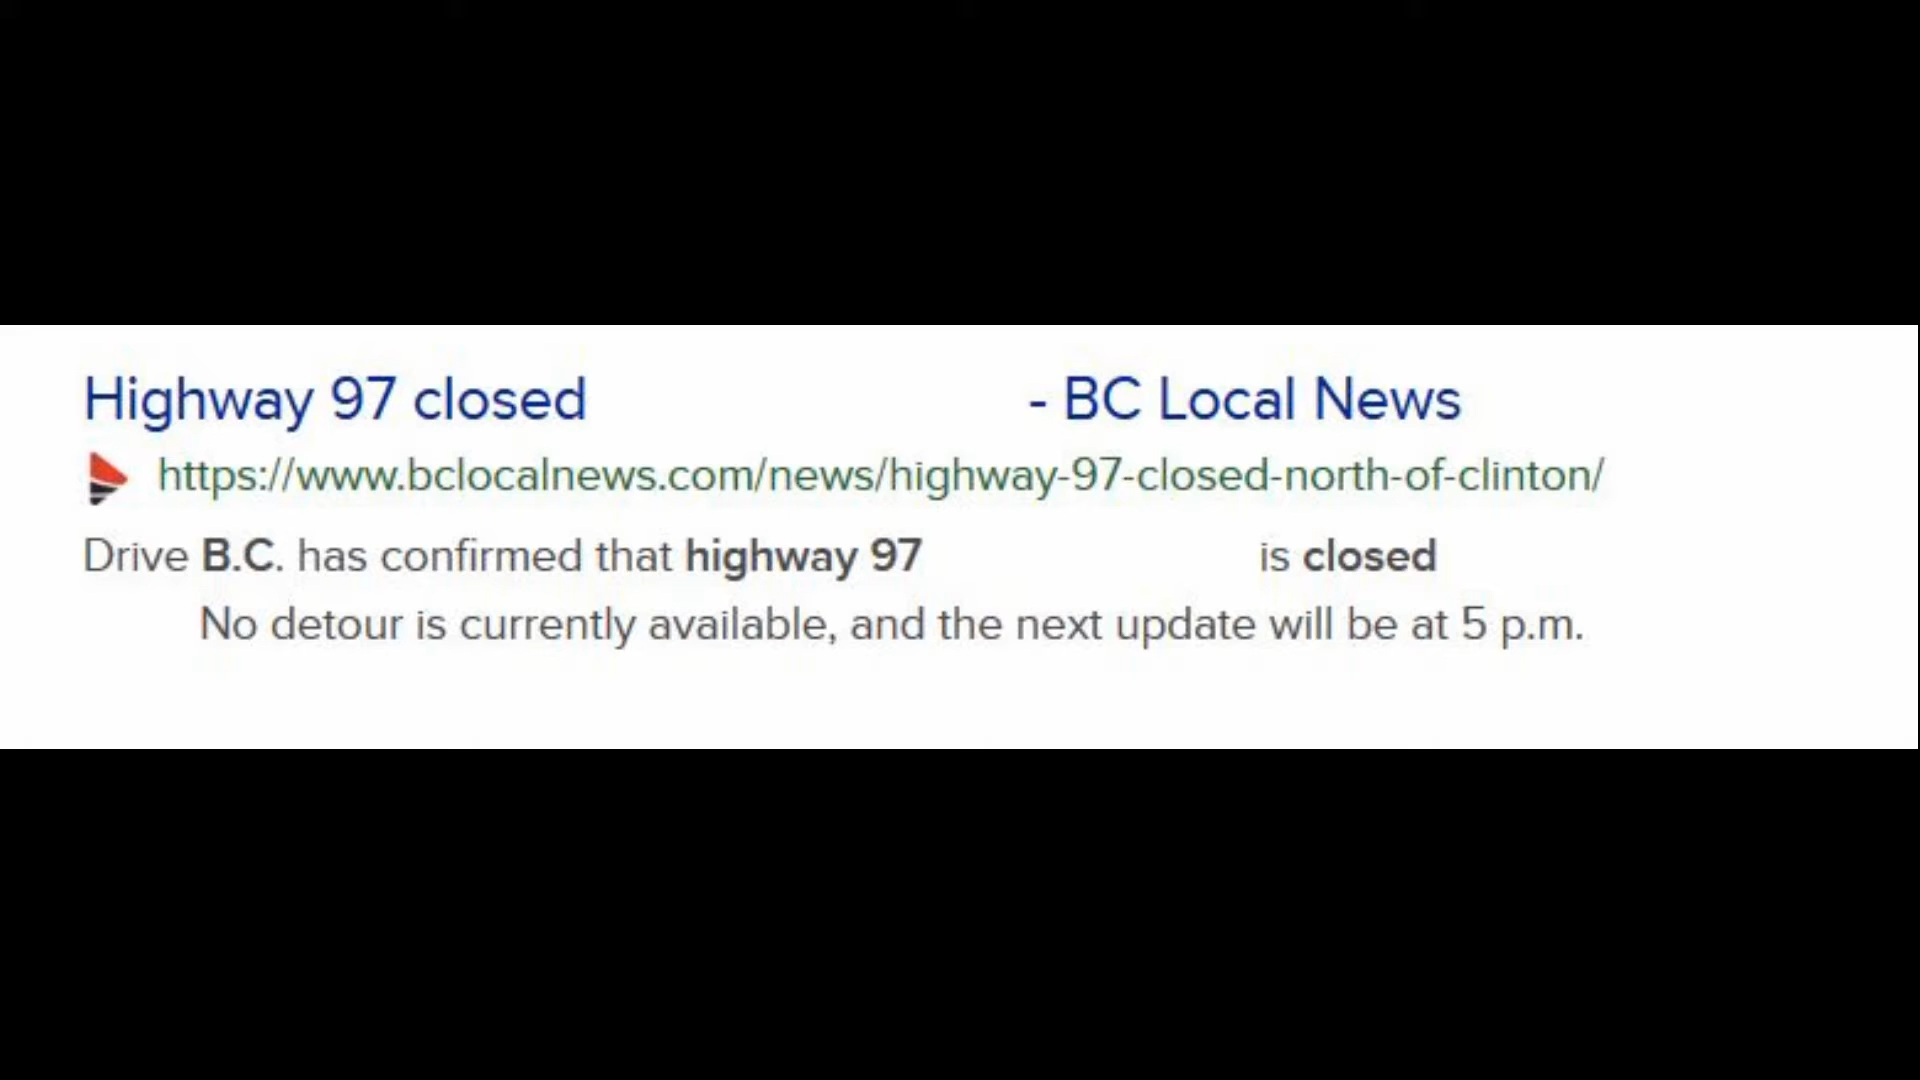 Highway 97 closed - BC Local News
https://www.bclocalnews.com/news/highway-97-closed-north-of-clinton/
Drive B.C. has confirmed that highway 97 is closed
No detour is currently available, and the next update will be at 5 p.m.